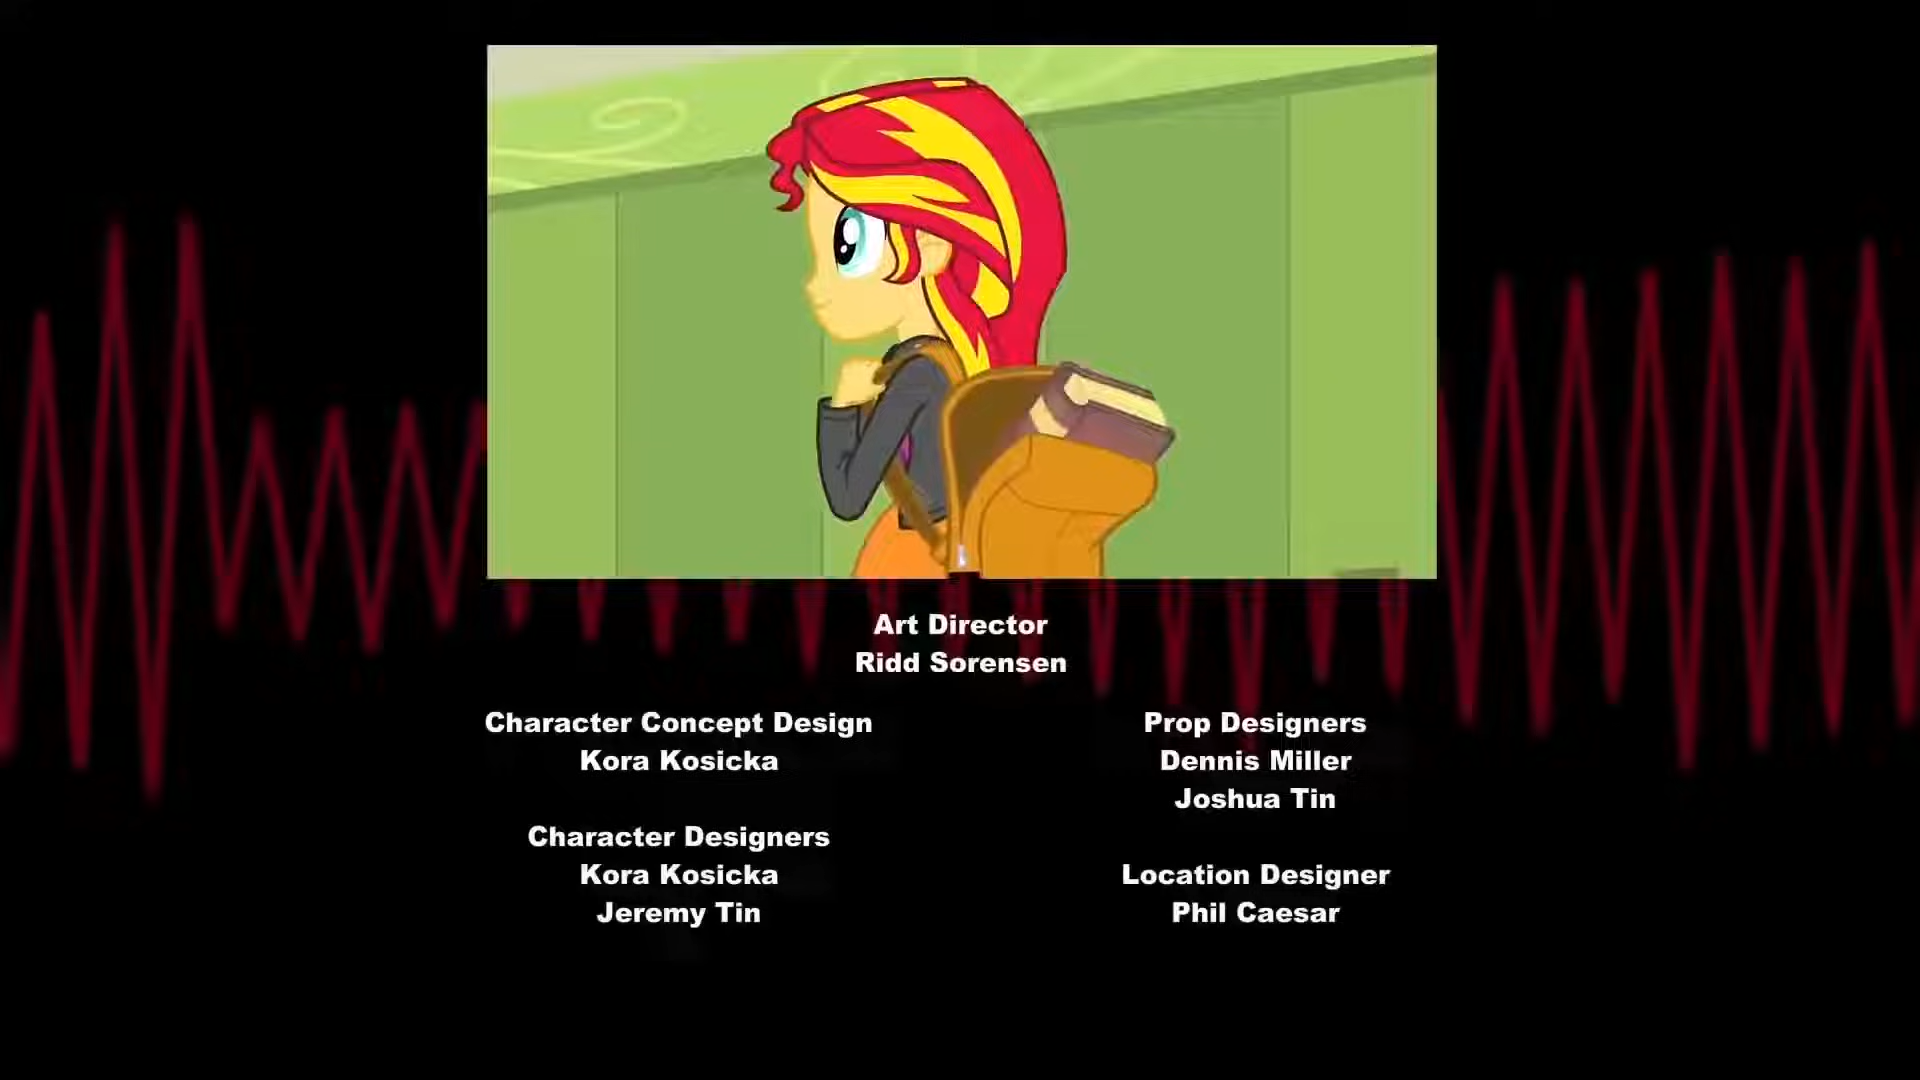 Art Director
Ridd Sorensen
Character Concept Design
Kora Kosicka
Character Designers
Kora Kosicka
Jeremy Tin
Prop Designers
Dennis Miller
Joshua Tin
Location Designer
Phil Caesar